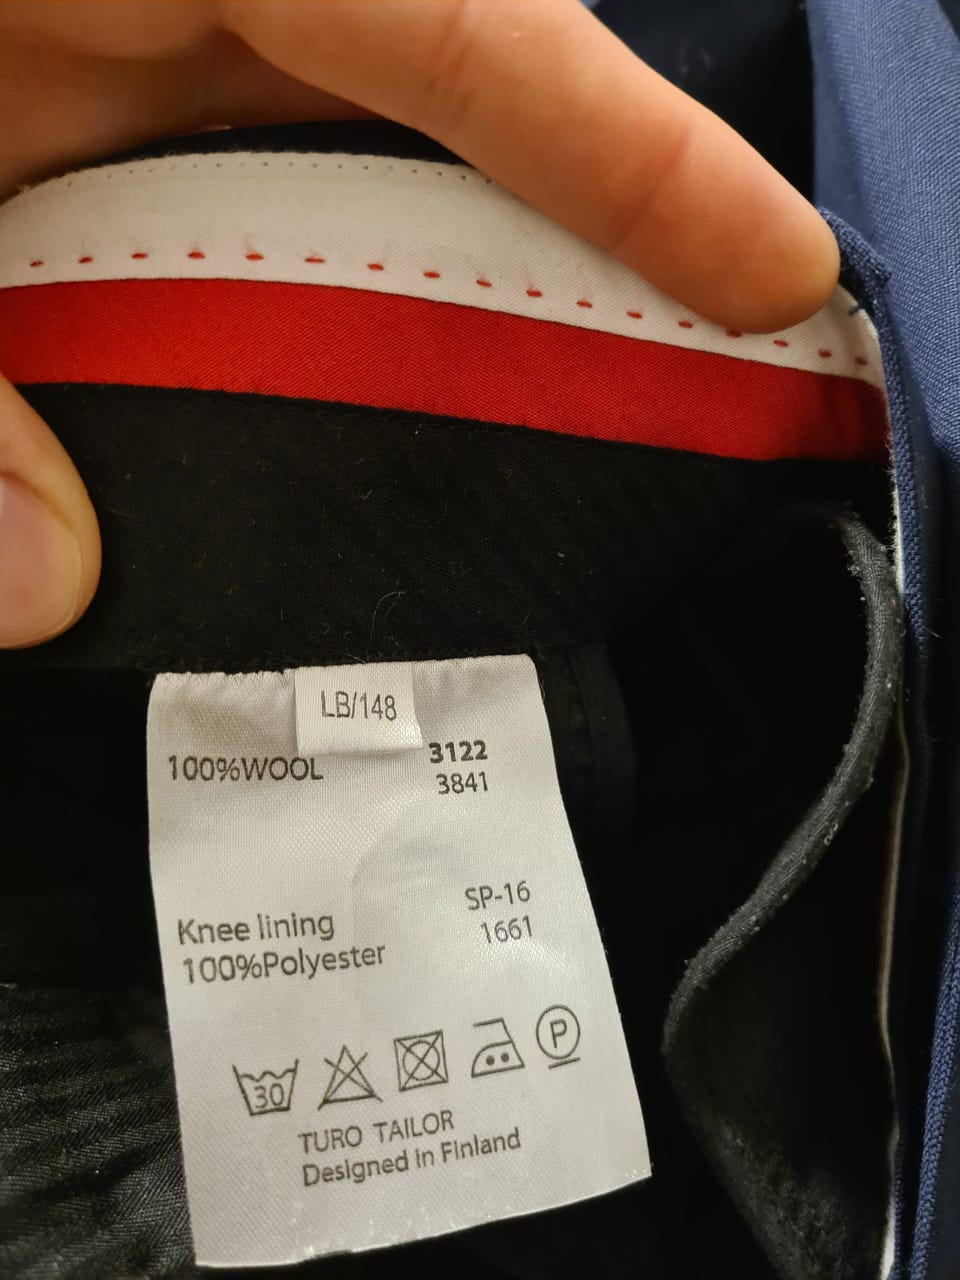 LB/148
100%WOOL
3122
3841
SP-16
1661
Knee lining
100%Polyester
30
P
TURO TAILOR
Designed in Finland